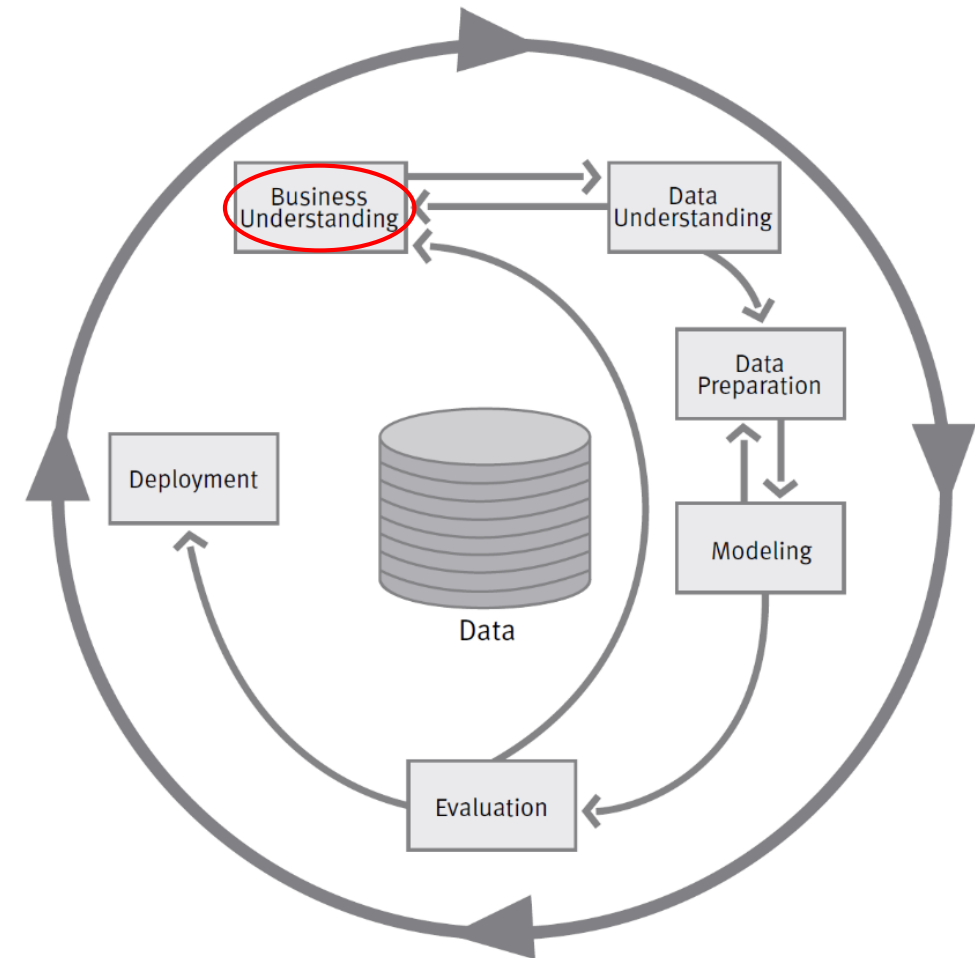 Business
Understanding
Data
Understanding
Data
Preparation
Deployment
Modeling
Data
Evaluation